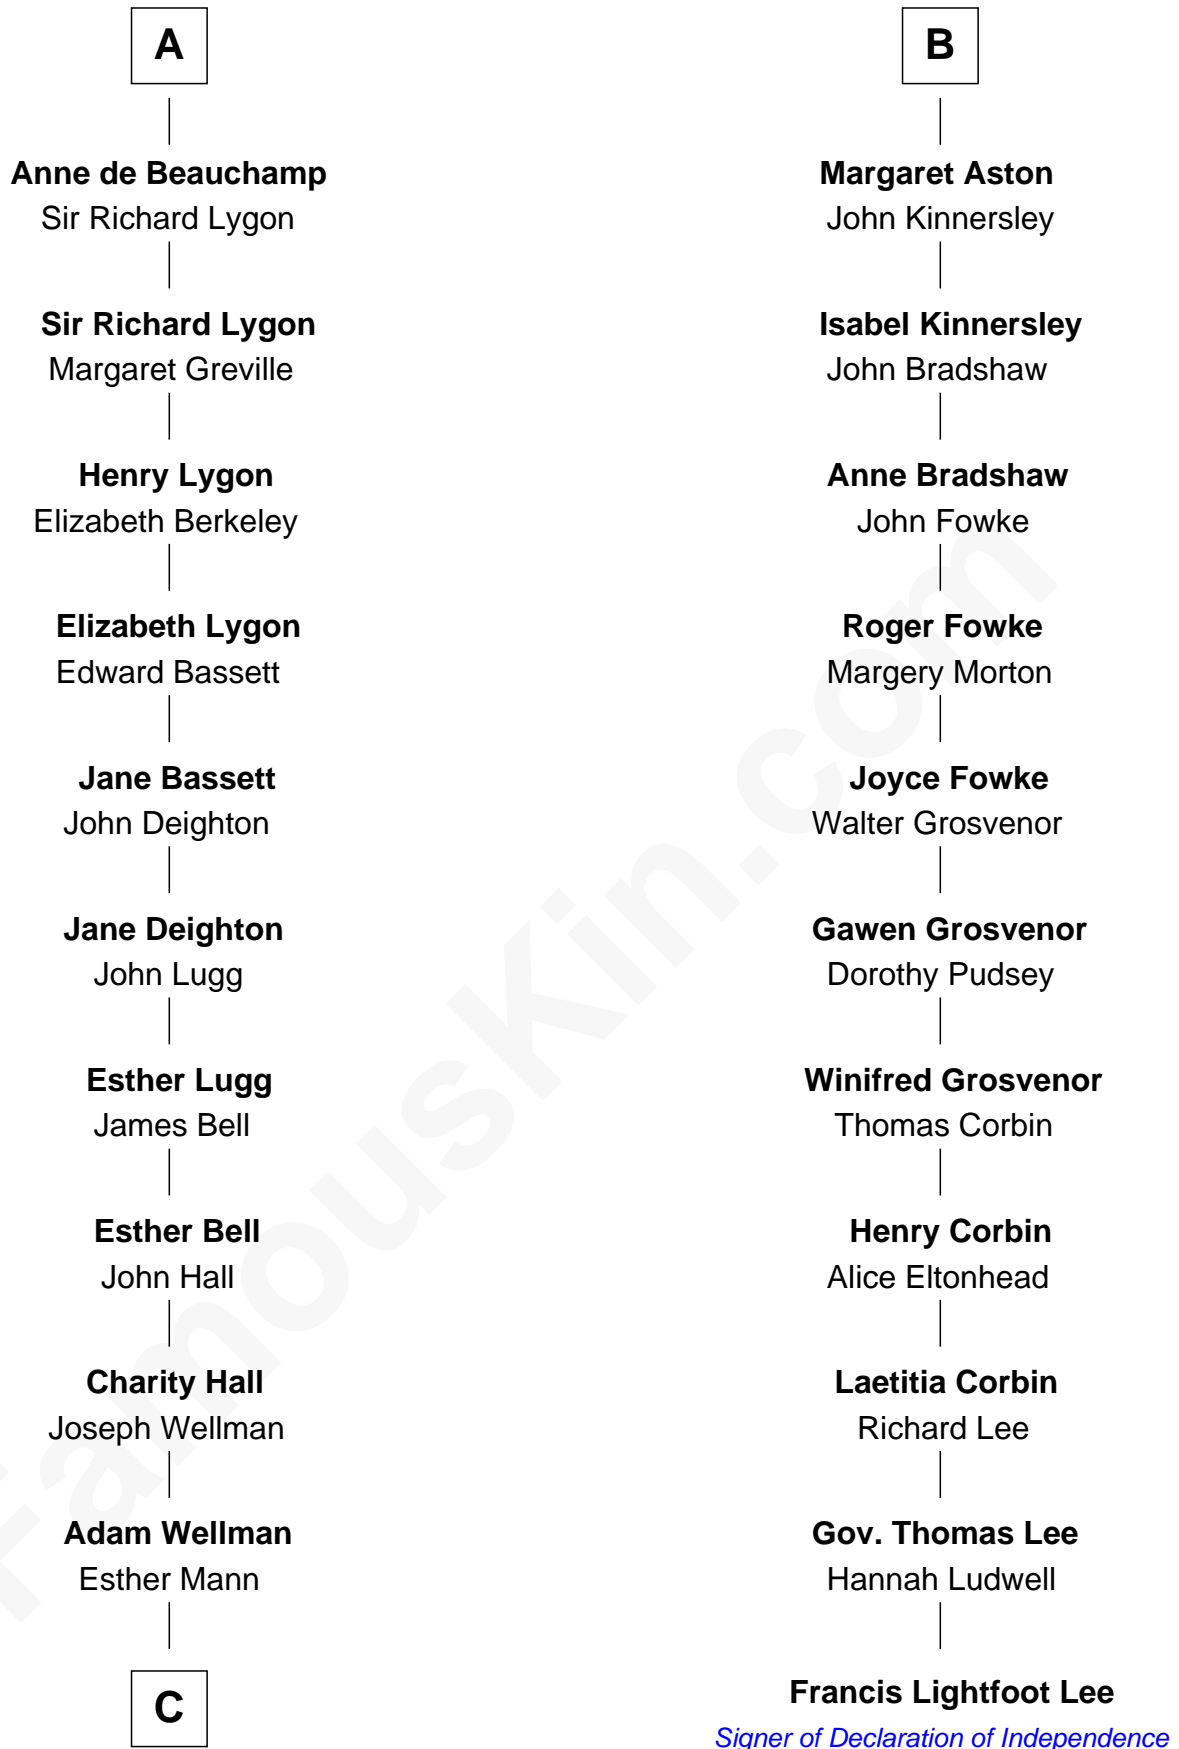 A
Anne de Beauchamp
Sir Richard Lygon
Sir Richard Lygon
Margaret Greville
Henry Lygon
Elizabeth Berkeley
Elizabeth Lygon
Edward Bassett
Jane Bassett
John Deighton
Jane Deighton
John Lugg
Esther Lugg
James Bell
Esther Bell
John Hall
Charity Hall
Joseph Wellman
Adam Wellman
Esther Mann
C
B
Margaret Aston
John Kinnersley
Isabel Kinnersley
John Bradshaw
Anne Bradshaw
John Fowke
Roger Fowke
Margery Morton
Joyce Fowke
Walter Grosvenor
Gawen Grosvenor
Dorothy Pudsey
Winifred Grosvenor
Thomas Corbin
Henry Corbin
Alice Eltonhead
Laetitia Corbin
Richard Lee
Gov. Thomas Lee
Hannah Ludwell
Francis Lightfoot Lee
Signer of Declaration of Independence
FamousKin.com